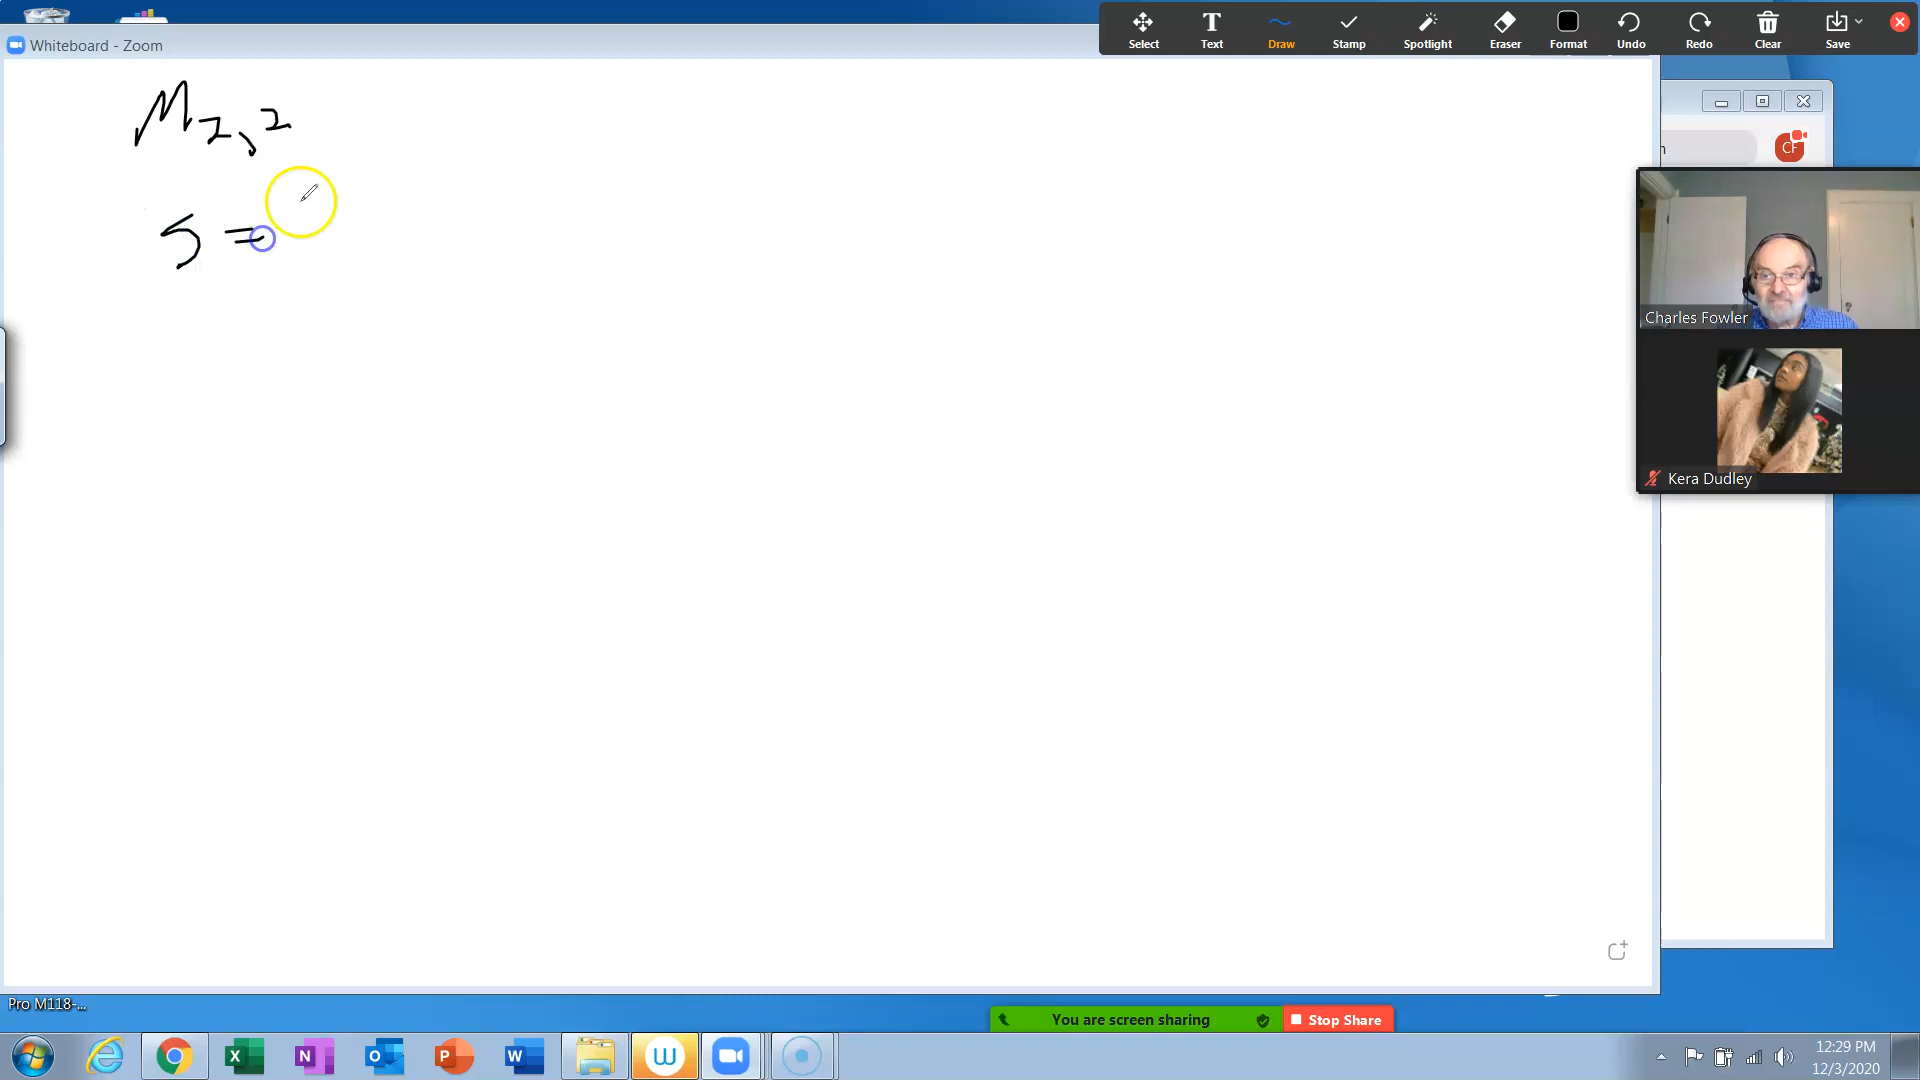 Select Text Draw Stamp Spotlight Eraser Format Undo Redo Clear Save
Whiteboard - Zoom
M2,2
S =
CF
Charles Fowler
Kera Dudley
Pro M118-...
You are screen sharing
Stop Share
12:29 PM
12/3/2020